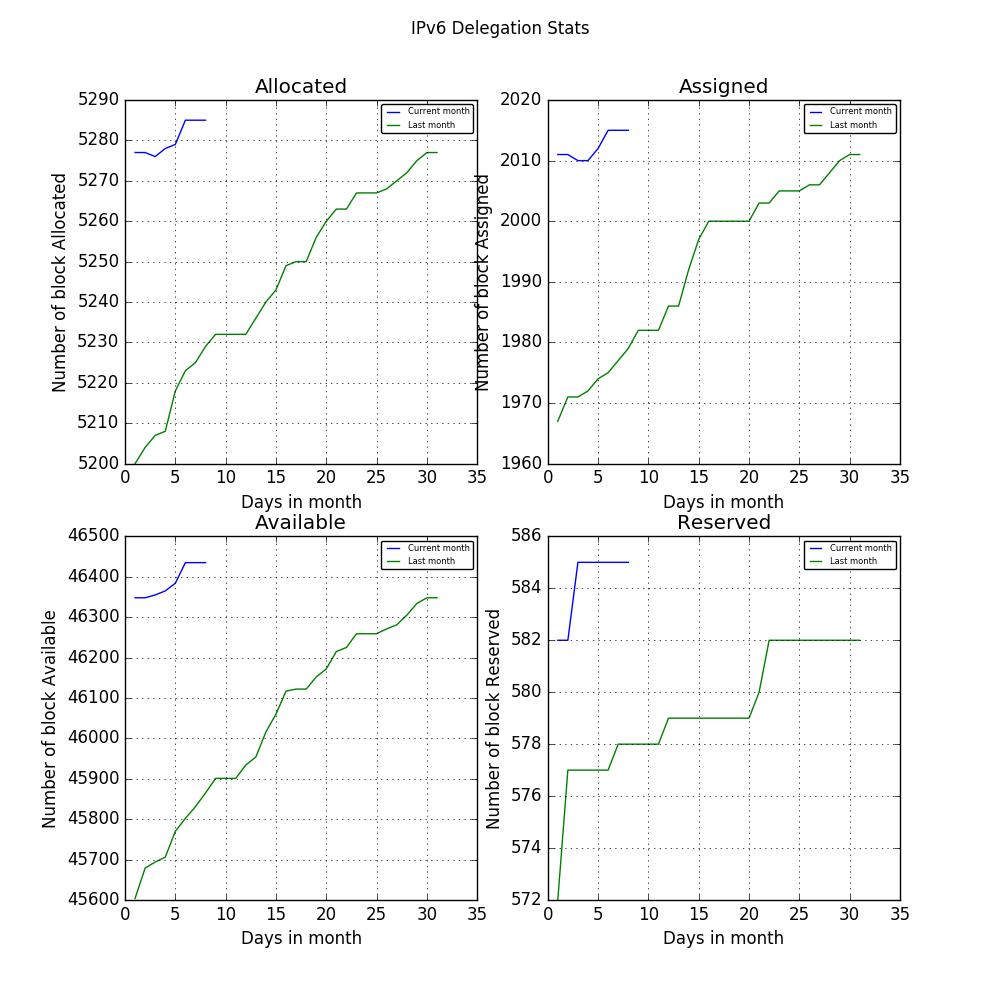 IPv6 Delegation Stats
Allocated
Number of block Allocated
5290
5280
5270
5260
5250
5240
5230
5220
5210
5200
Current month
Last month
0 5 10 15 20 25 30 35
Days in month
Assigned
Number of block Assigned
2020
2010
2000
1990
1980
1970
1960
Current month
Last month
0 5 10 15 20 25 30 35
Days in month
Available
Number of block Available
46500
46400
46300
46200
46100
46000
45900
45800
45700
45600
Current month
Last month
0 5 10 15 20 25 30 35
Days in month
Reserved
Number of block Reserved
586
584
582
580
578
576
574
572
Current month
Last month
0 5 10 15 20 25 30 35
Days in month